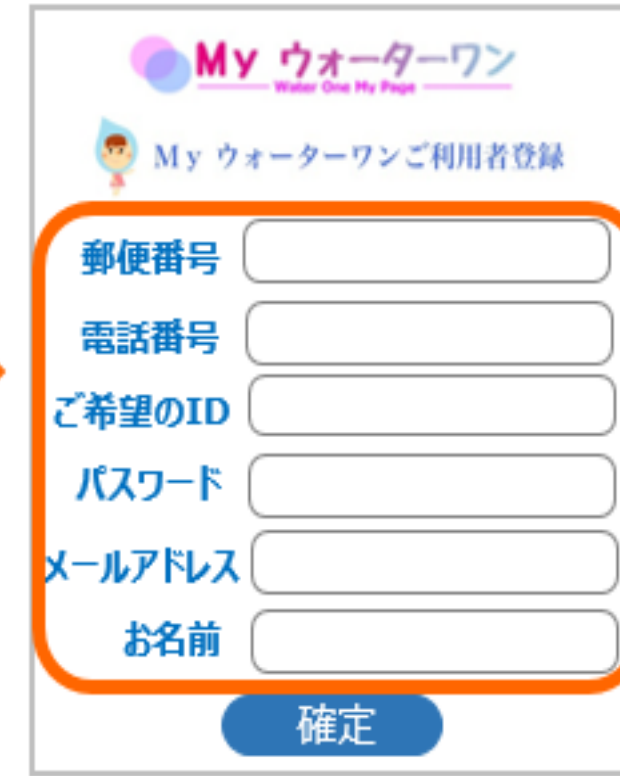 My ウォーターワン
Water One My Page
My ウォーターワンご利用者登録
郵便番号
電話番号
ご希望のID
パスワード
メールアドレス
お名前
確定